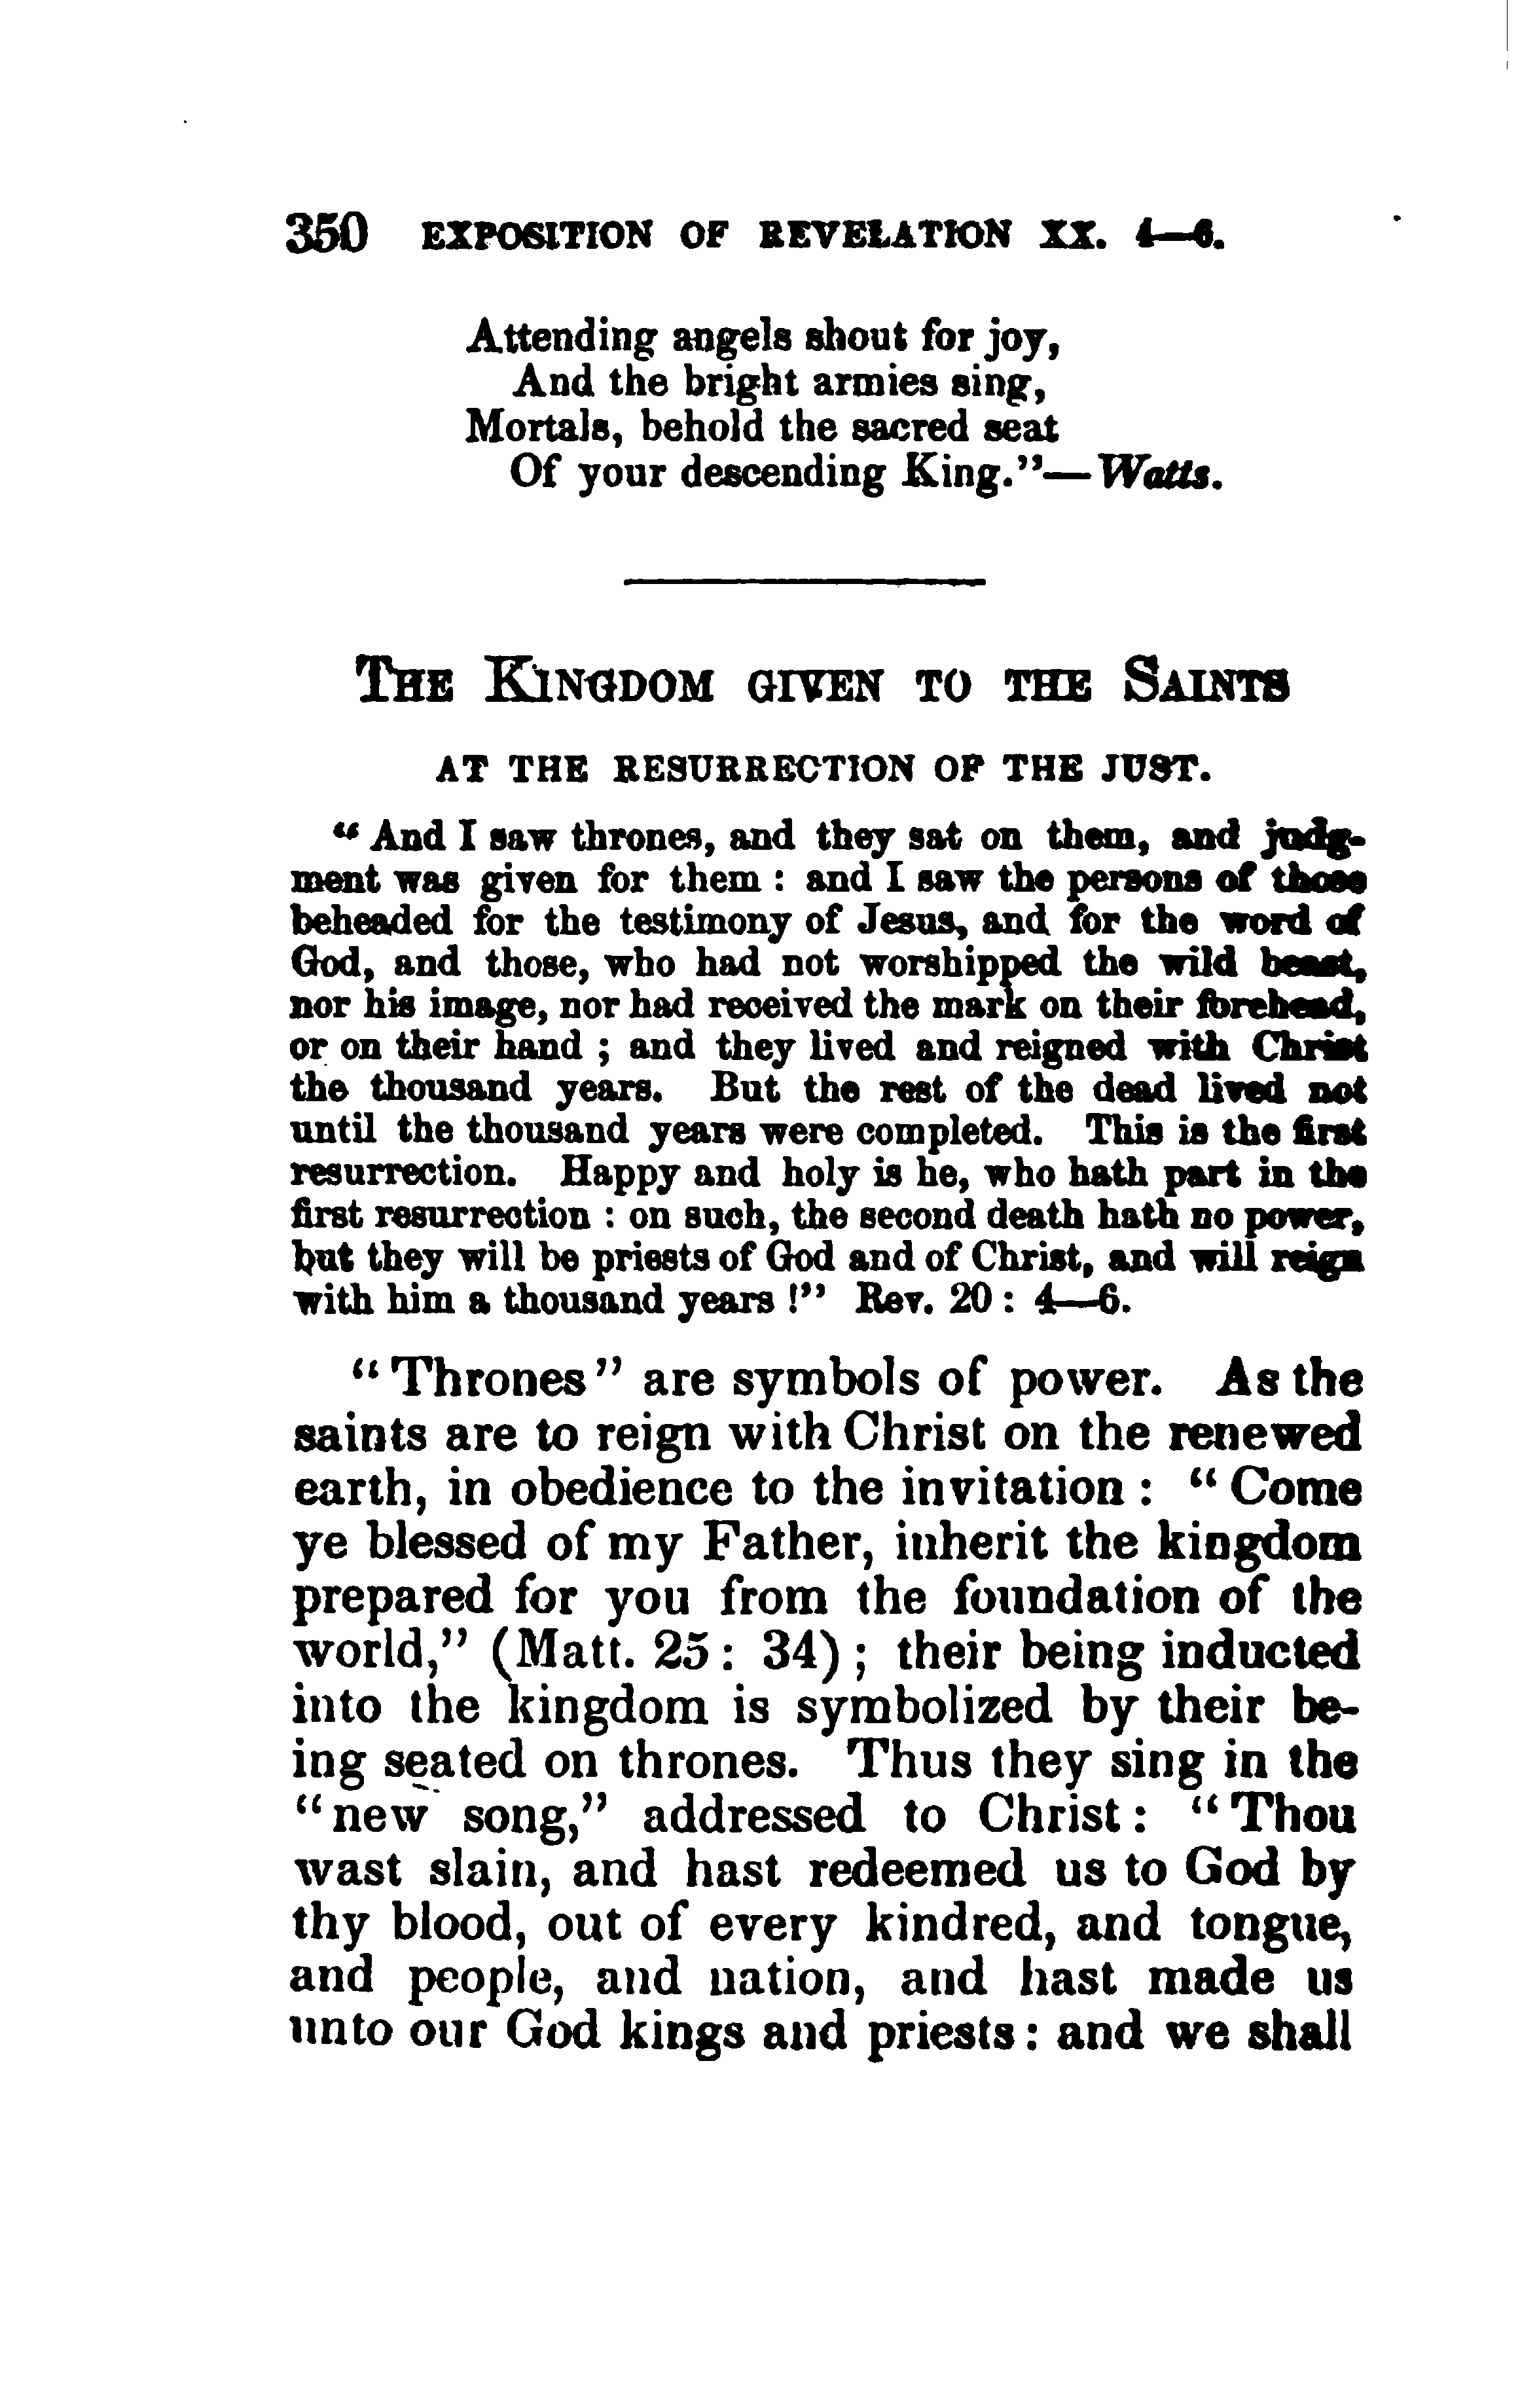 350 EXPOSITION OF REVELATION XX. 4—6.
Attending angels shout for joy,
And the bright armies sing,
Mortals, behold the sacred seat
Of your descending King."—Watts.
THE KINGDOM GIVEN TO THE SAINTS
AT THE RESURRECTION OF THE JUST.
"And I saw thrones, and they sat on them, and judg-
ment was given for them : and I saw the persons of those
beheaded for the testimony of Jesus, and for the word of
God, and those, who had not worshipped the wild beast,
nor his image, nor had received the mark on their forehead,
or on their hand ; and they lived and reigned with Christ
the thousand years. But the rest of the dead lived not
until the thousand years were completed. This is the first
resurrection. Happy and holy is he, who hath part in the
first resurrection : on such, the second death hath no power,
but they will be priests of God and of Christ, and will reign
with him a thousand years !" Rev. 20 : 4—6.
"Thrones" are symbols of power. As the
saints are to reign with Christ on the renewed
earth, in obedience to the invitation : "Come
ye blessed of my Father, inherit the kingdom
prepared for you from the foundation of the
world," (Matt. 25 : 34) ; their being inducted
into the kingdom is symbolized by their be-
ing seated on thrones. Thus they sing in the
"new song," addressed to Christ : "Thou
wast slain, and hast redeemed us to God by
thy blood, out of every kindred, and tongue,
and people, and nation, and hast made us
unto our God kings and priests : and we shall